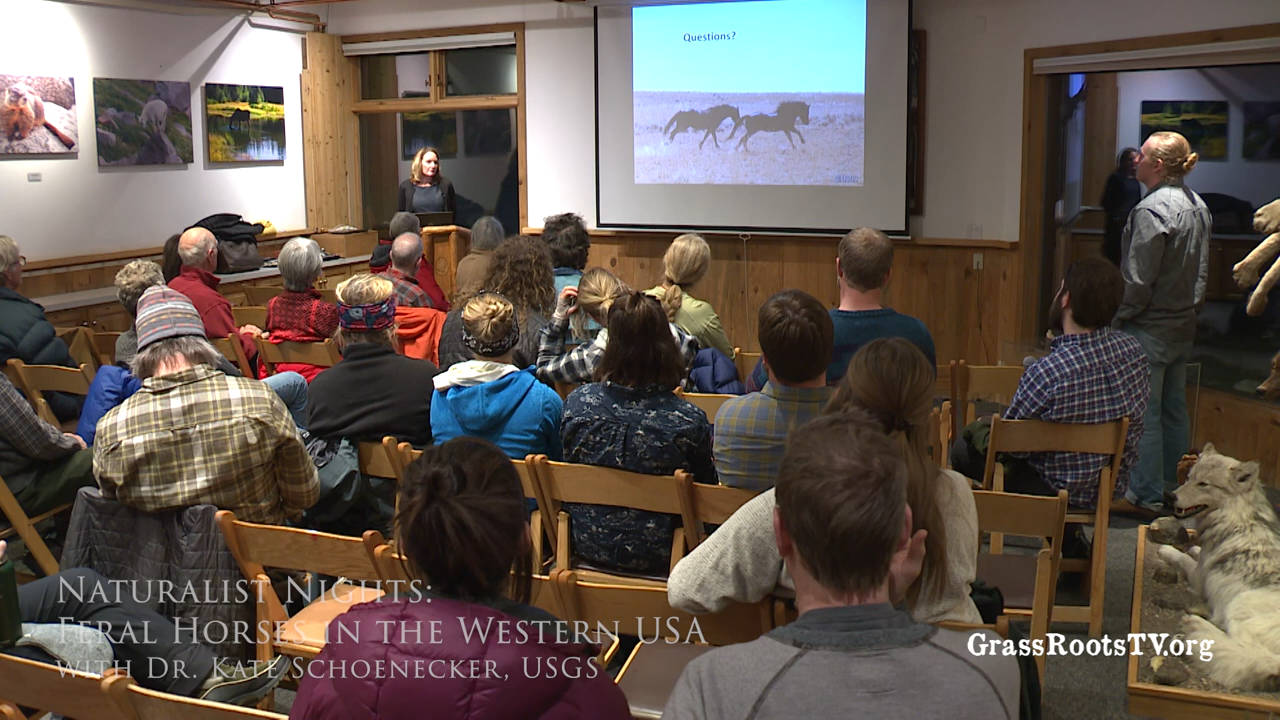 Questions?
Naturalist Nights:
Feral Horses in the Western USA
with Dr. Kate Schoenecker, USGS
GrassRootsTV.org